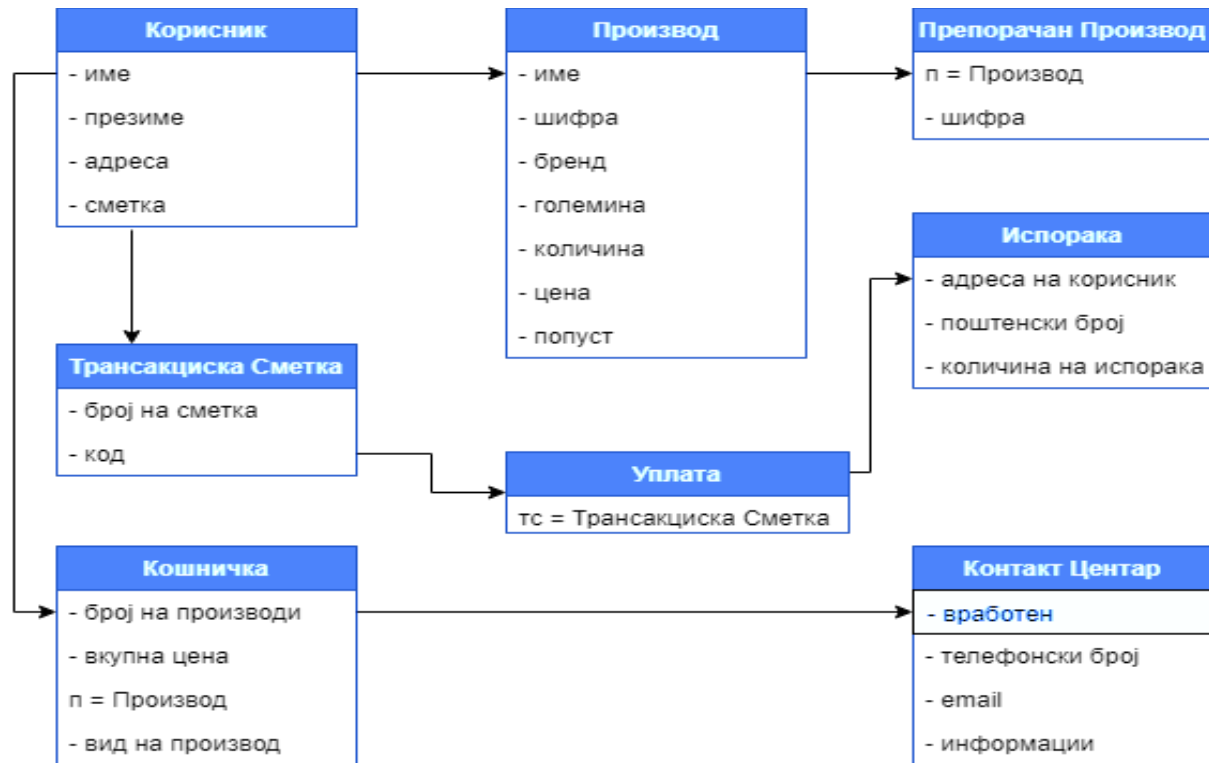 Корисник
- име
- презиме
- адреса
- сметка
Производ
- име
- шифра
- бренд
- големина
- количина
- цена
- попуст
Препорачан Производ
п = Производ
- шифра
Испорака
- адреса на корисник
- поштенски број
- количина на испорака
Трансакциска Сметка
- број на сметка
- код
Уплата
тс = Трансакциска Сметка
Кошничка
- број на производи
- вкупна цена
п = Производ
- вид на производ
Контакт Центар
- вработен
- телефонски број
- email
- информации